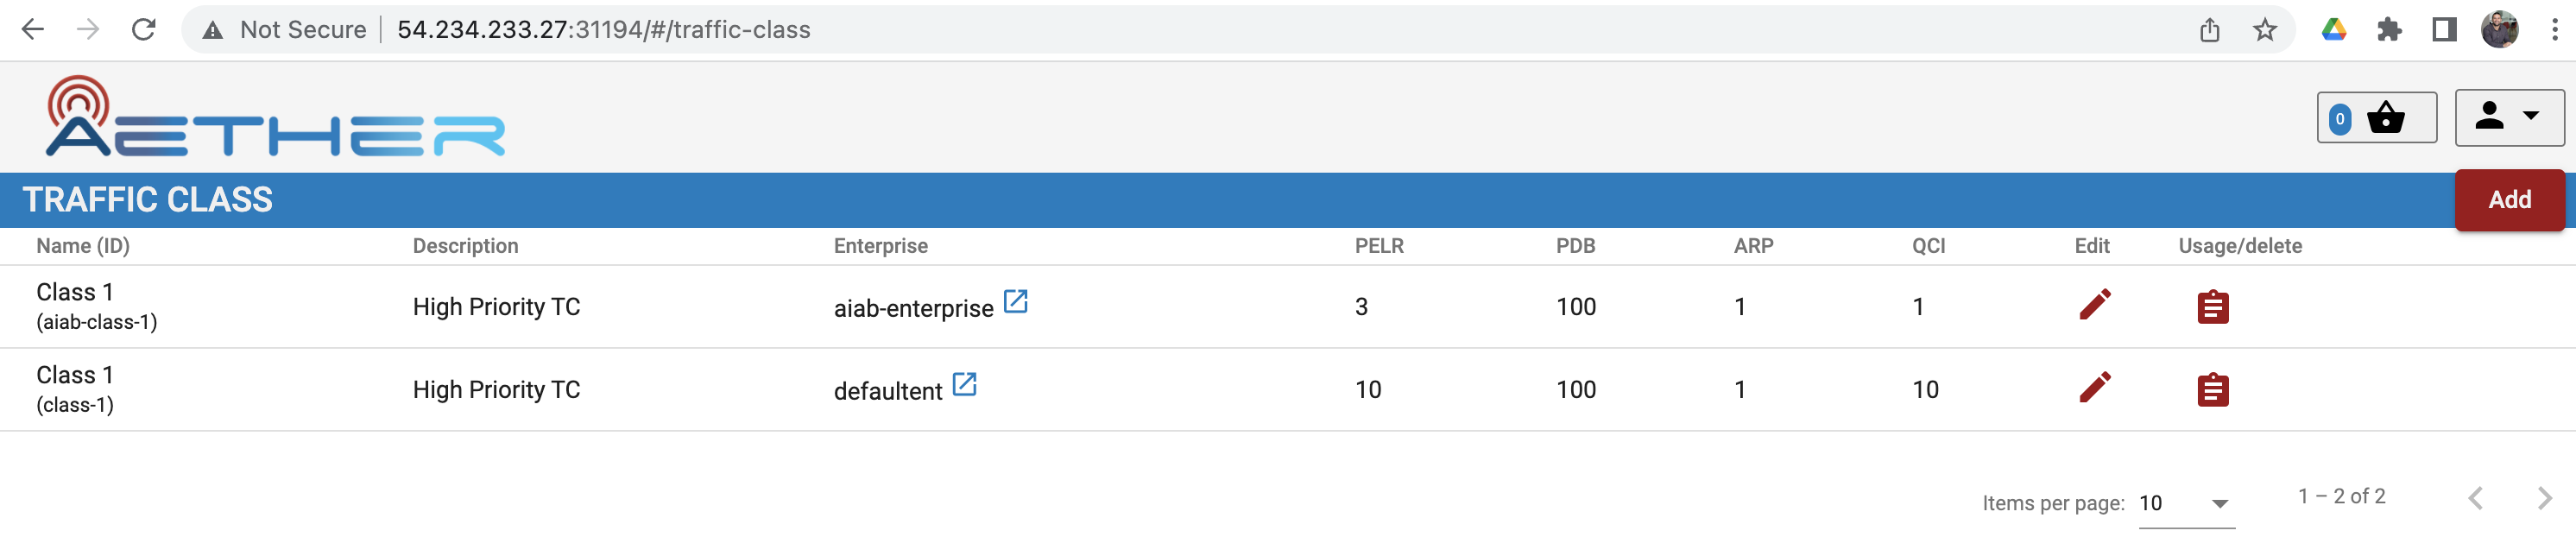 Not Secure 54.234.233.27:31194/#/traffic-class
AETHER
0
TRAFFIC CLASS Add
Name (ID) Description Enterprise PELR PDB ARP QCI Edit Usage/delete
Class 1
(aiab-class-1) High Priority TC aiab-enterprise 3 100 1 1
Class 1
(class-1) High Priority TC defaultent 10 100 1 10
Items per page: 10 1 – 2 of 2